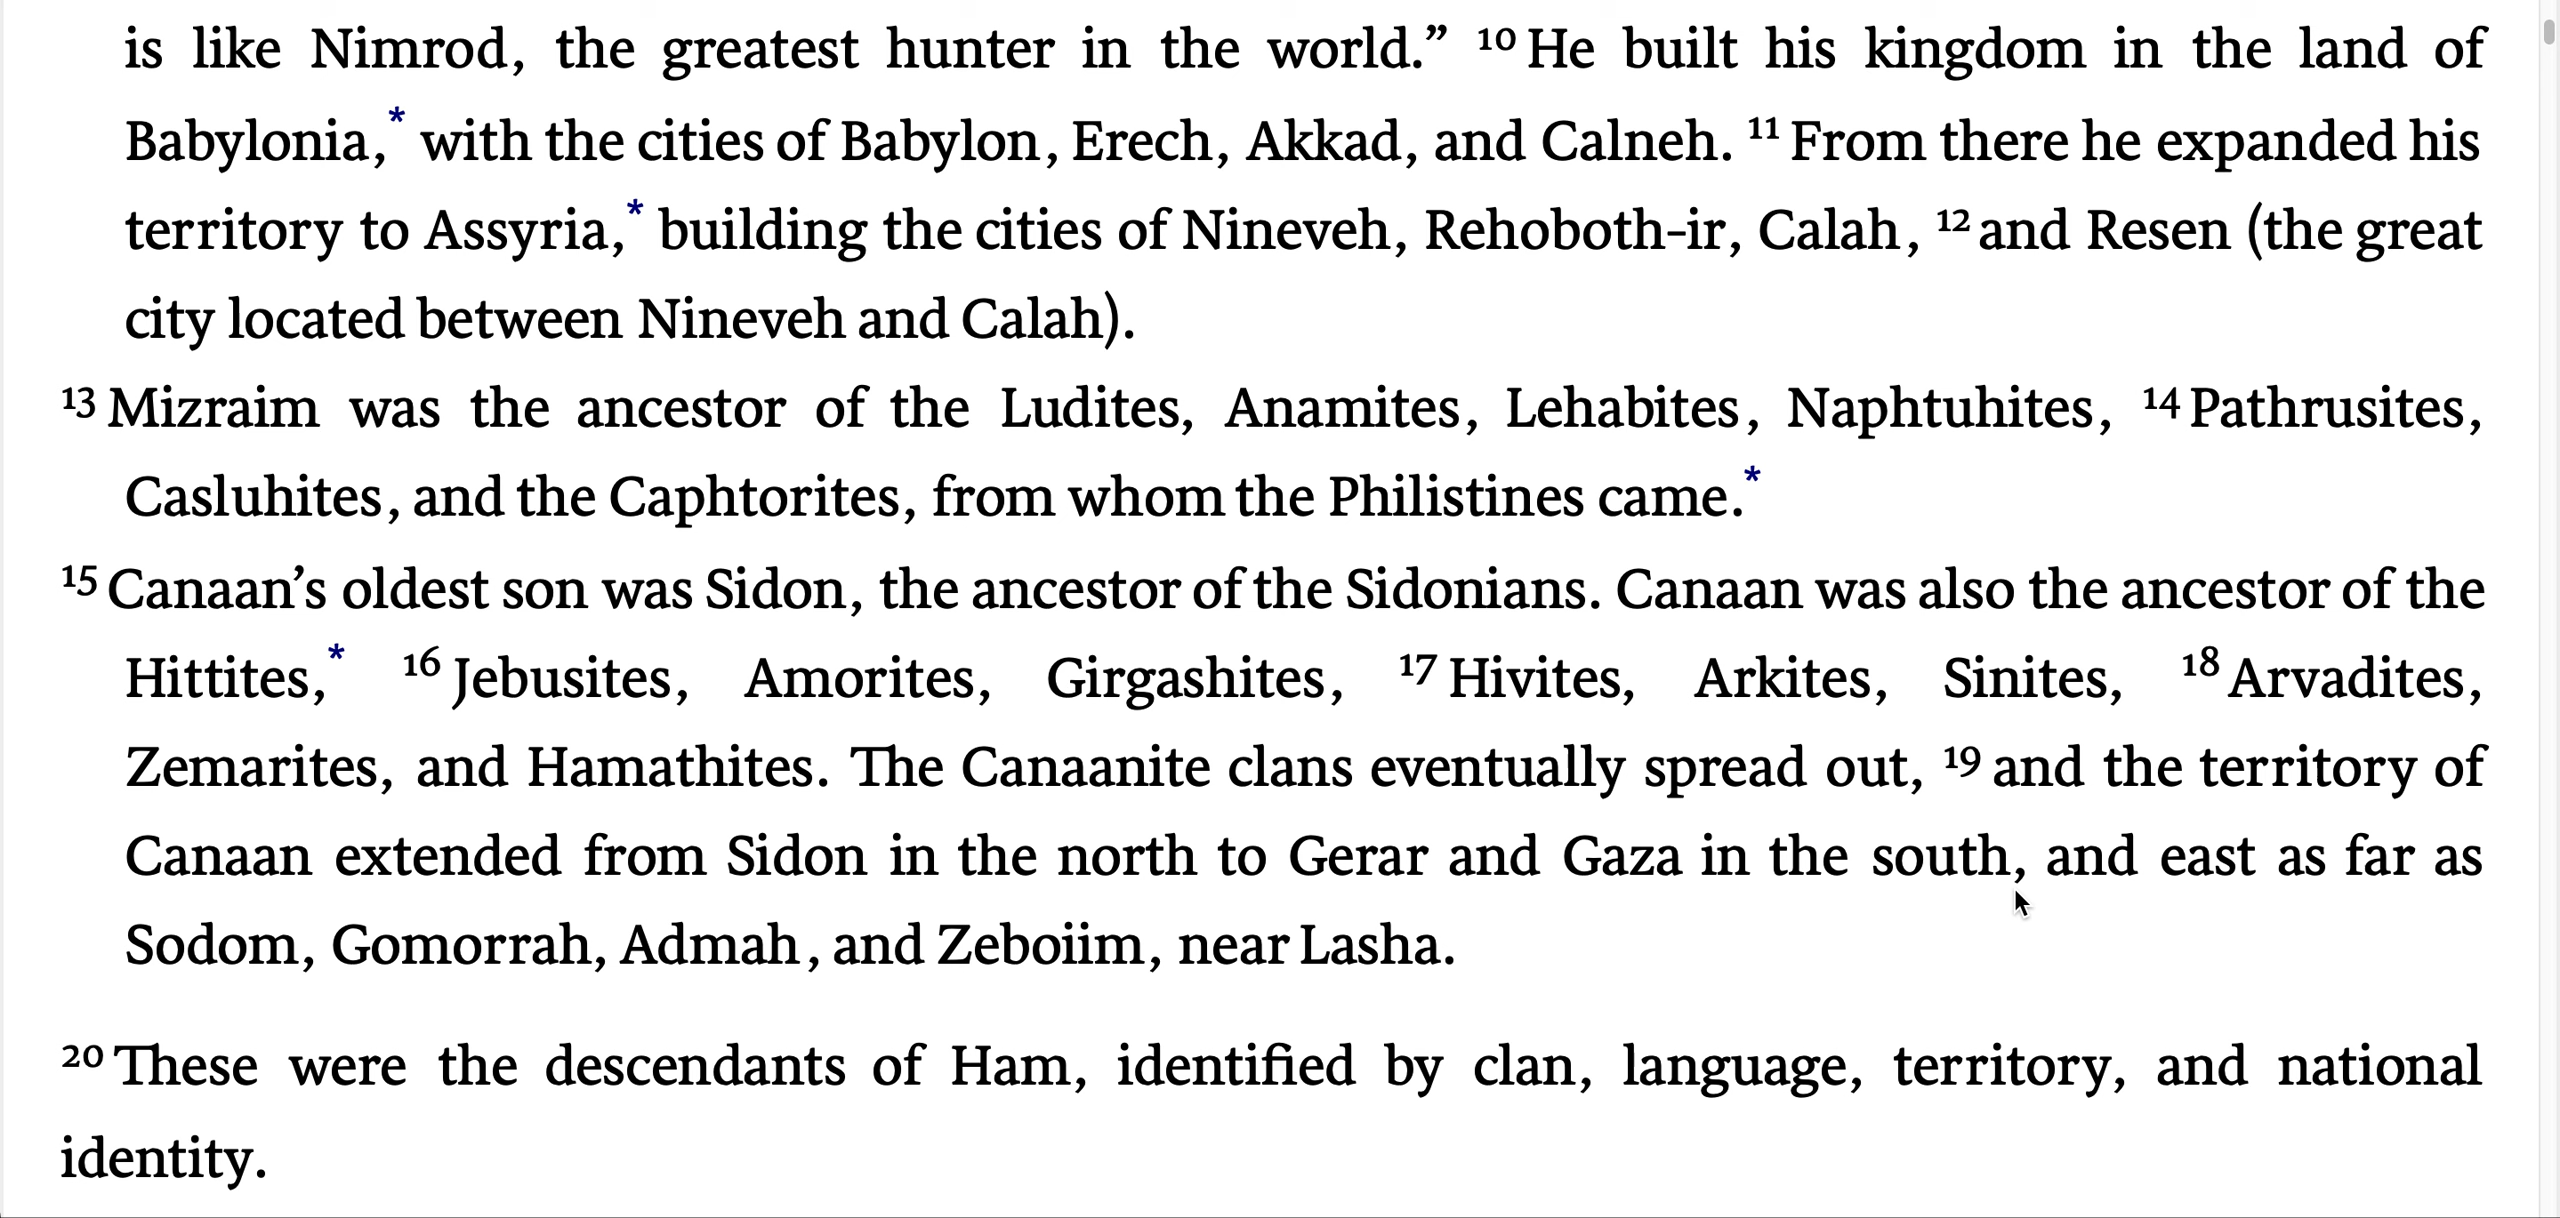 is like Nimrod, the greatest hunter in the world.” 10 He built his kingdom in the land of
Babylonia,* with the cities of Babylon, Erech, Akkad, and Calneh. 11 From there he expanded his
territory to Assyria,* building the cities of Nineveh, Rehoboth-ir, Calah, 12 and Resen (the great
city located between Nineveh and Calah).
13 Mizraim was the ancestor of the Ludites, Anamites, Lehabites, Naphtuhites, 14 Pathrusites,
Casluhites, and the Caphtorites, from whom the Philistines came.*
15 Canaan’s oldest son was Sidon, the ancestor of the Sidonians. Canaan was also the ancestor of the
Hittites,* 16 Jebusites, Amorites, Girgashites, 17 Hivites, Arkites, Sinites, 18 Arvadites,
Zemarites, and Hamathites. The Canaanite clans eventually spread out, 19 and the territory of
Canaan extended from Sidon in the north to Gerar and Gaza in the south, and east as far as
Sodom, Gomorrah, Admah, and Zeboiim, near Lasha.
20 These were the descendants of Ham, identified by clan, language, territory, and national
identity.